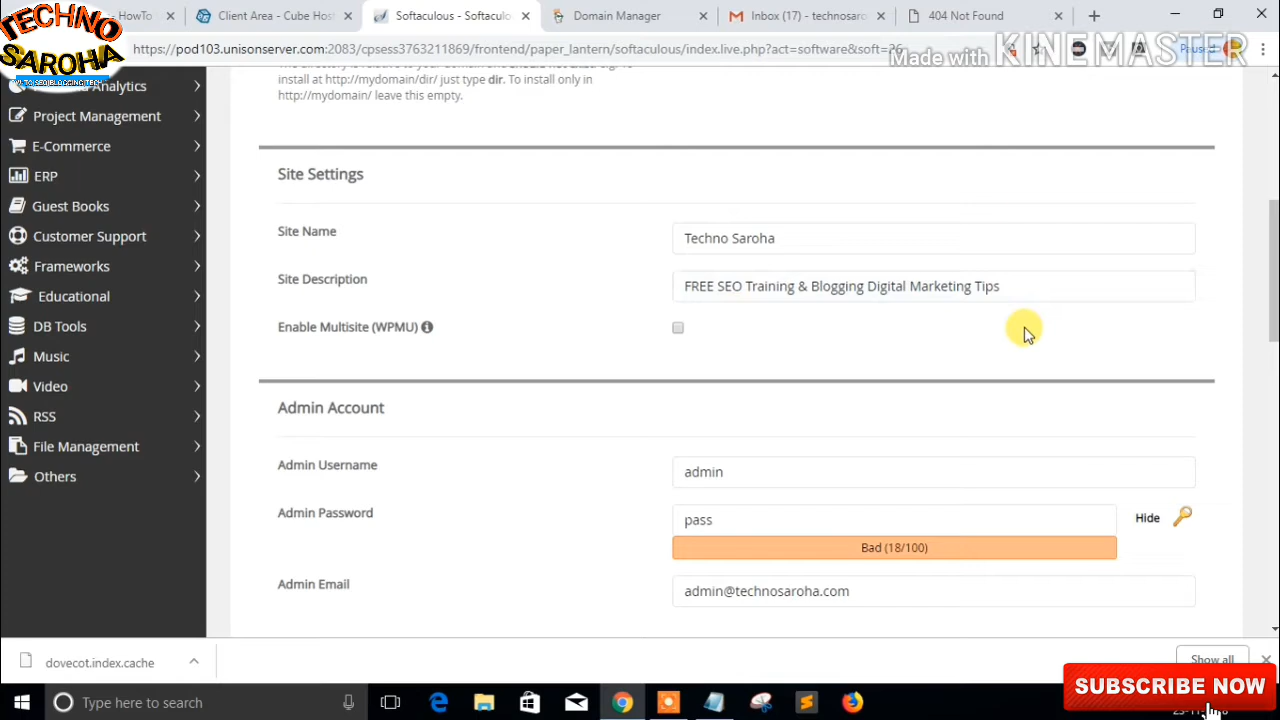 HowTo
Client Area - Cube Hos
Softaculous - Softaculo
Domain Manager
Inbox (17) - technosaro
404 Not Found
TECHNO
SAROHA
https://pod103.unisonserver.com:2083/cpsess3763211869/frontend/paper_lantern/softaculous/index.live.php?act=software&soft=26
Paused
Made with KINEMASTER
install at http://mydomain/dir/ just type dir. To install only in
http://mydomain/ leave this empty.
Analytics
Project Management
E-Commerce
ERP
Guest Books
Customer Support
Frameworks
Educational
DB Tools
Music
Video
RSS
File Management
Others
Site Settings
Site Name
Techno Saroha
Site Description
FREE SEO Training & Blogging Digital Marketing Tips
Enable Multisite (WPMU)
Admin Account
Admin Username
admin
Admin Password
pass
Hide
Bad (18/100)
Admin Email
admin@technosaroha.com
dovecot.index.cache
Show all
Type here to search
SUBSCRIBE NOW